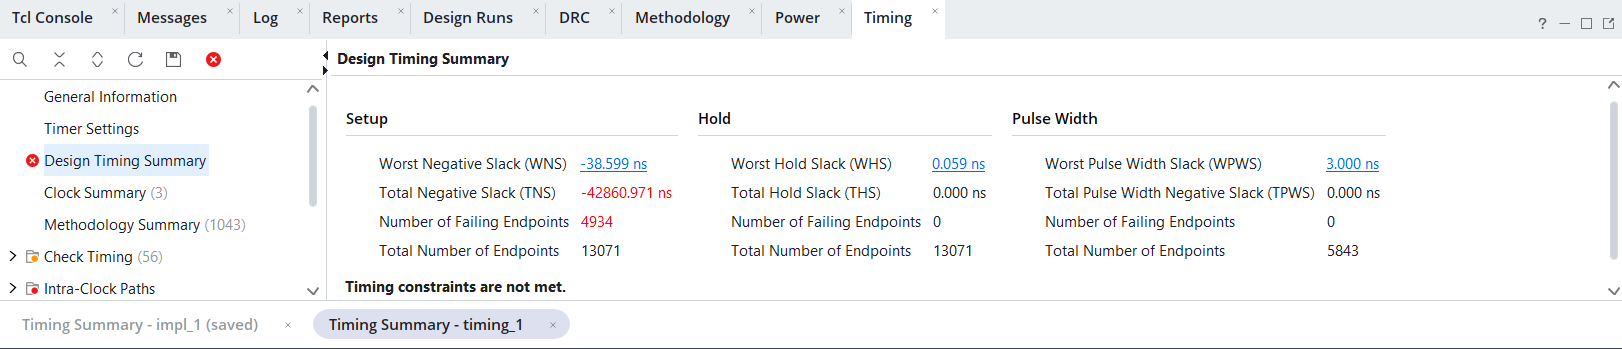 Tcl Console × Messages × Log × Reports × Design Runs × DRC × Methodology × Power × Timing ×
? – □
Design Timing Summary
General Information
Timer Settings
Design Timing Summary
Clock Summary (3)
Methodology Summary (1043)
Check Timing (56)
Intra-Clock Paths
Setup Hold Pulse Width
Worst Negative Slack (WNS) -38.599 ns Worst Hold Slack (WHS) 0.059 ns Worst Pulse Width Slack (WPWS) 3.000 ns
Total Negative Slack (TNS) -42860.971 ns Total Hold Slack (THS) 0.000 ns Total Pulse Width Negative Slack (TPWS) 0.000 ns
Number of Failing Endpoints 4934 Number of Failing Endpoints 0 Number of Failing Endpoints 0
Total Number of Endpoints 13071 Total Number of Endpoints 13071 Total Number of Endpoints 5843
Timing constraints are not met.
Timing Summary - impl_1 (saved) × Timing Summary - timing_1 ×